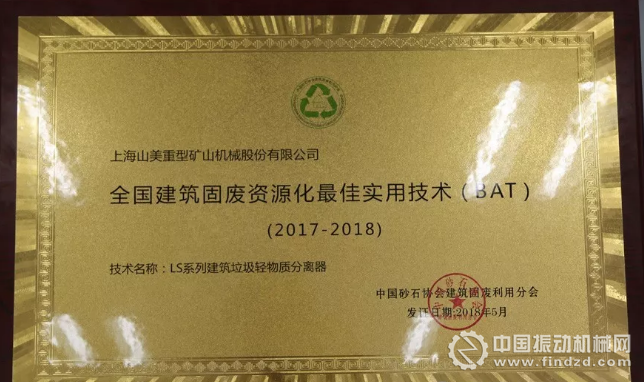 上海山美重型矿山机械股份有限公司
全国建筑固废资源化最佳实用技术(BAT)
(2017-2018)
技术名称：LS系列建筑垃圾轻物质分离器
中国砂石协会建筑固废利用分会
发证日期:2018年5月
中国振动机械网
www.findzd.com